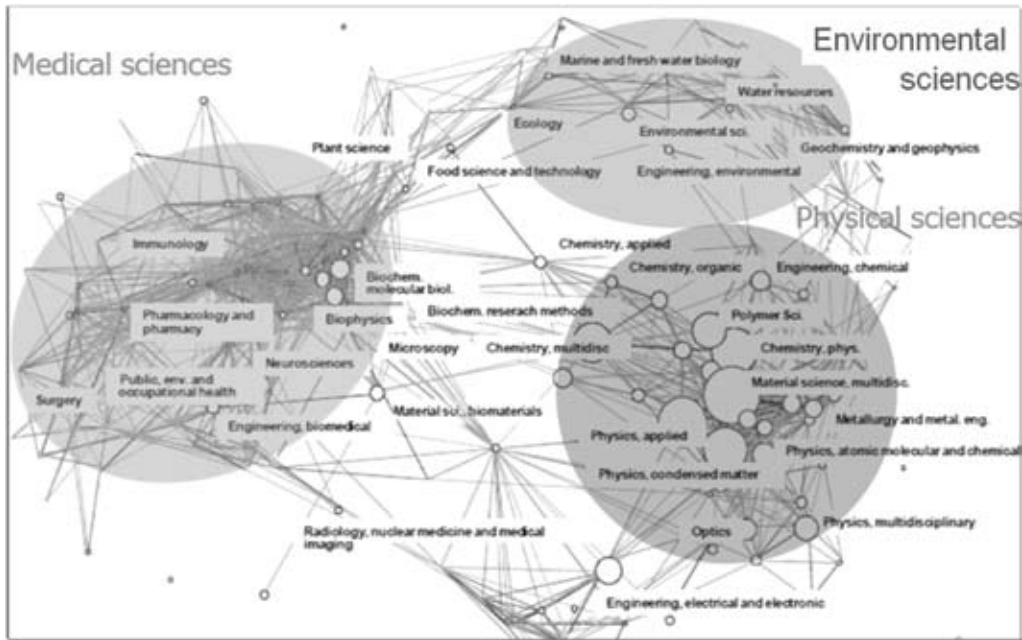 Medical sciences
Environmental
sciences
Marine and fresh water biology
Water resources
Ecology
Environmental sci.
Plant science
Geochemistry and geophysics
Food science and technology
Engineering, environmental
Physical sciences
Immunology
Chemistry, applied
Chemistry, organic
Engineering, chemical
Biochem.
molecular biol.
Pharmacology and
pharmacy
Biophysics
Biochem. reserach methods
Polymer Sci.
Microscopy
Chemistry, multidisc
Chemistry, phys.
Neurosciences
Public, env. and
occupational health
Material science, multidisc.
Surgery
Material sci., biomaterials
Metallurgy and metal. eng.
Engineering, biomedical
Physics, applied
Physics, atomic molecular and chemical
Physics, condensed matter
Radiology, nuclear medicine and medical
imaging
Optics
Physics, multidisciplinary
Engineering, electrical and electronic